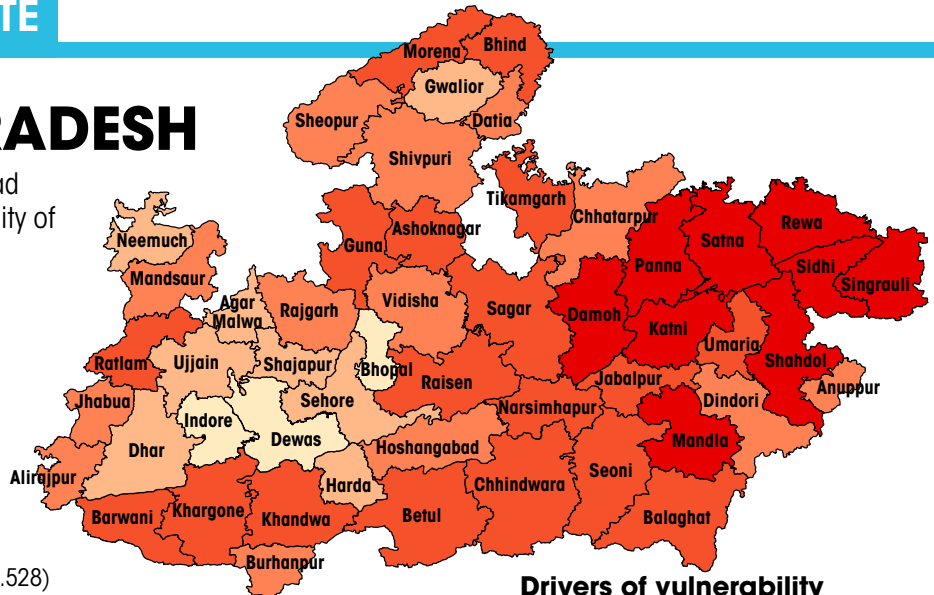 TE
RADESH
ad
ity of
Morena
Bhind
Gwalior
Sheopur
Datia
Shivpuri
Tikamgarh
Chhatarpur
Neemuch
Guna
Ashoknagar
Satna
Rewa
Panna
Sidhi
Singrauli
Mandsaur
Agar
Malwa
Rajgarh
Vidisha
Sagar
Damoh
Katni
Umaria
Shahdol
Anuppur
Ratlam
Ujjain
Shajapur
Bhopal
Raisen
Jabalpur
Dindori
Jhabua
Indore
Sehore
Dewas
Narsimhapur
Mandla
Dhar
Hoshangabad
Alirajpur
Harda
Chhindwara
Seoni
Barwani
Khargone
Khandwa
Betul
Balaghat
Burhanpur
.528)
Drivers of vulnerability